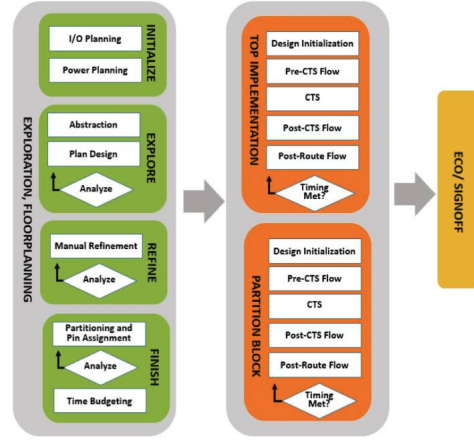 EXPLORATION, FLOORPLANNING
INITIALIZE
I/O Planning
Power Planning
EXPLORE
Abstraction
Plan Design
Analyze
REFINE
Manual Refinement
Analyze
FINISH
Partitioning and
Pin Assignment
Analyze
Time Budgeting
TOP IMPLEMENTATION
Design Initialization
Pre-CTS Flow
CTS
Post-CTS Flow
Post-Route Flow
Timing
Met?
PARTITION BLOCK
Design Initialization
Pre-CTS Flow
CTS
Post-CTS Flow
Post-Route Flow
Timing
Met?
ECO/ SIGNOFF